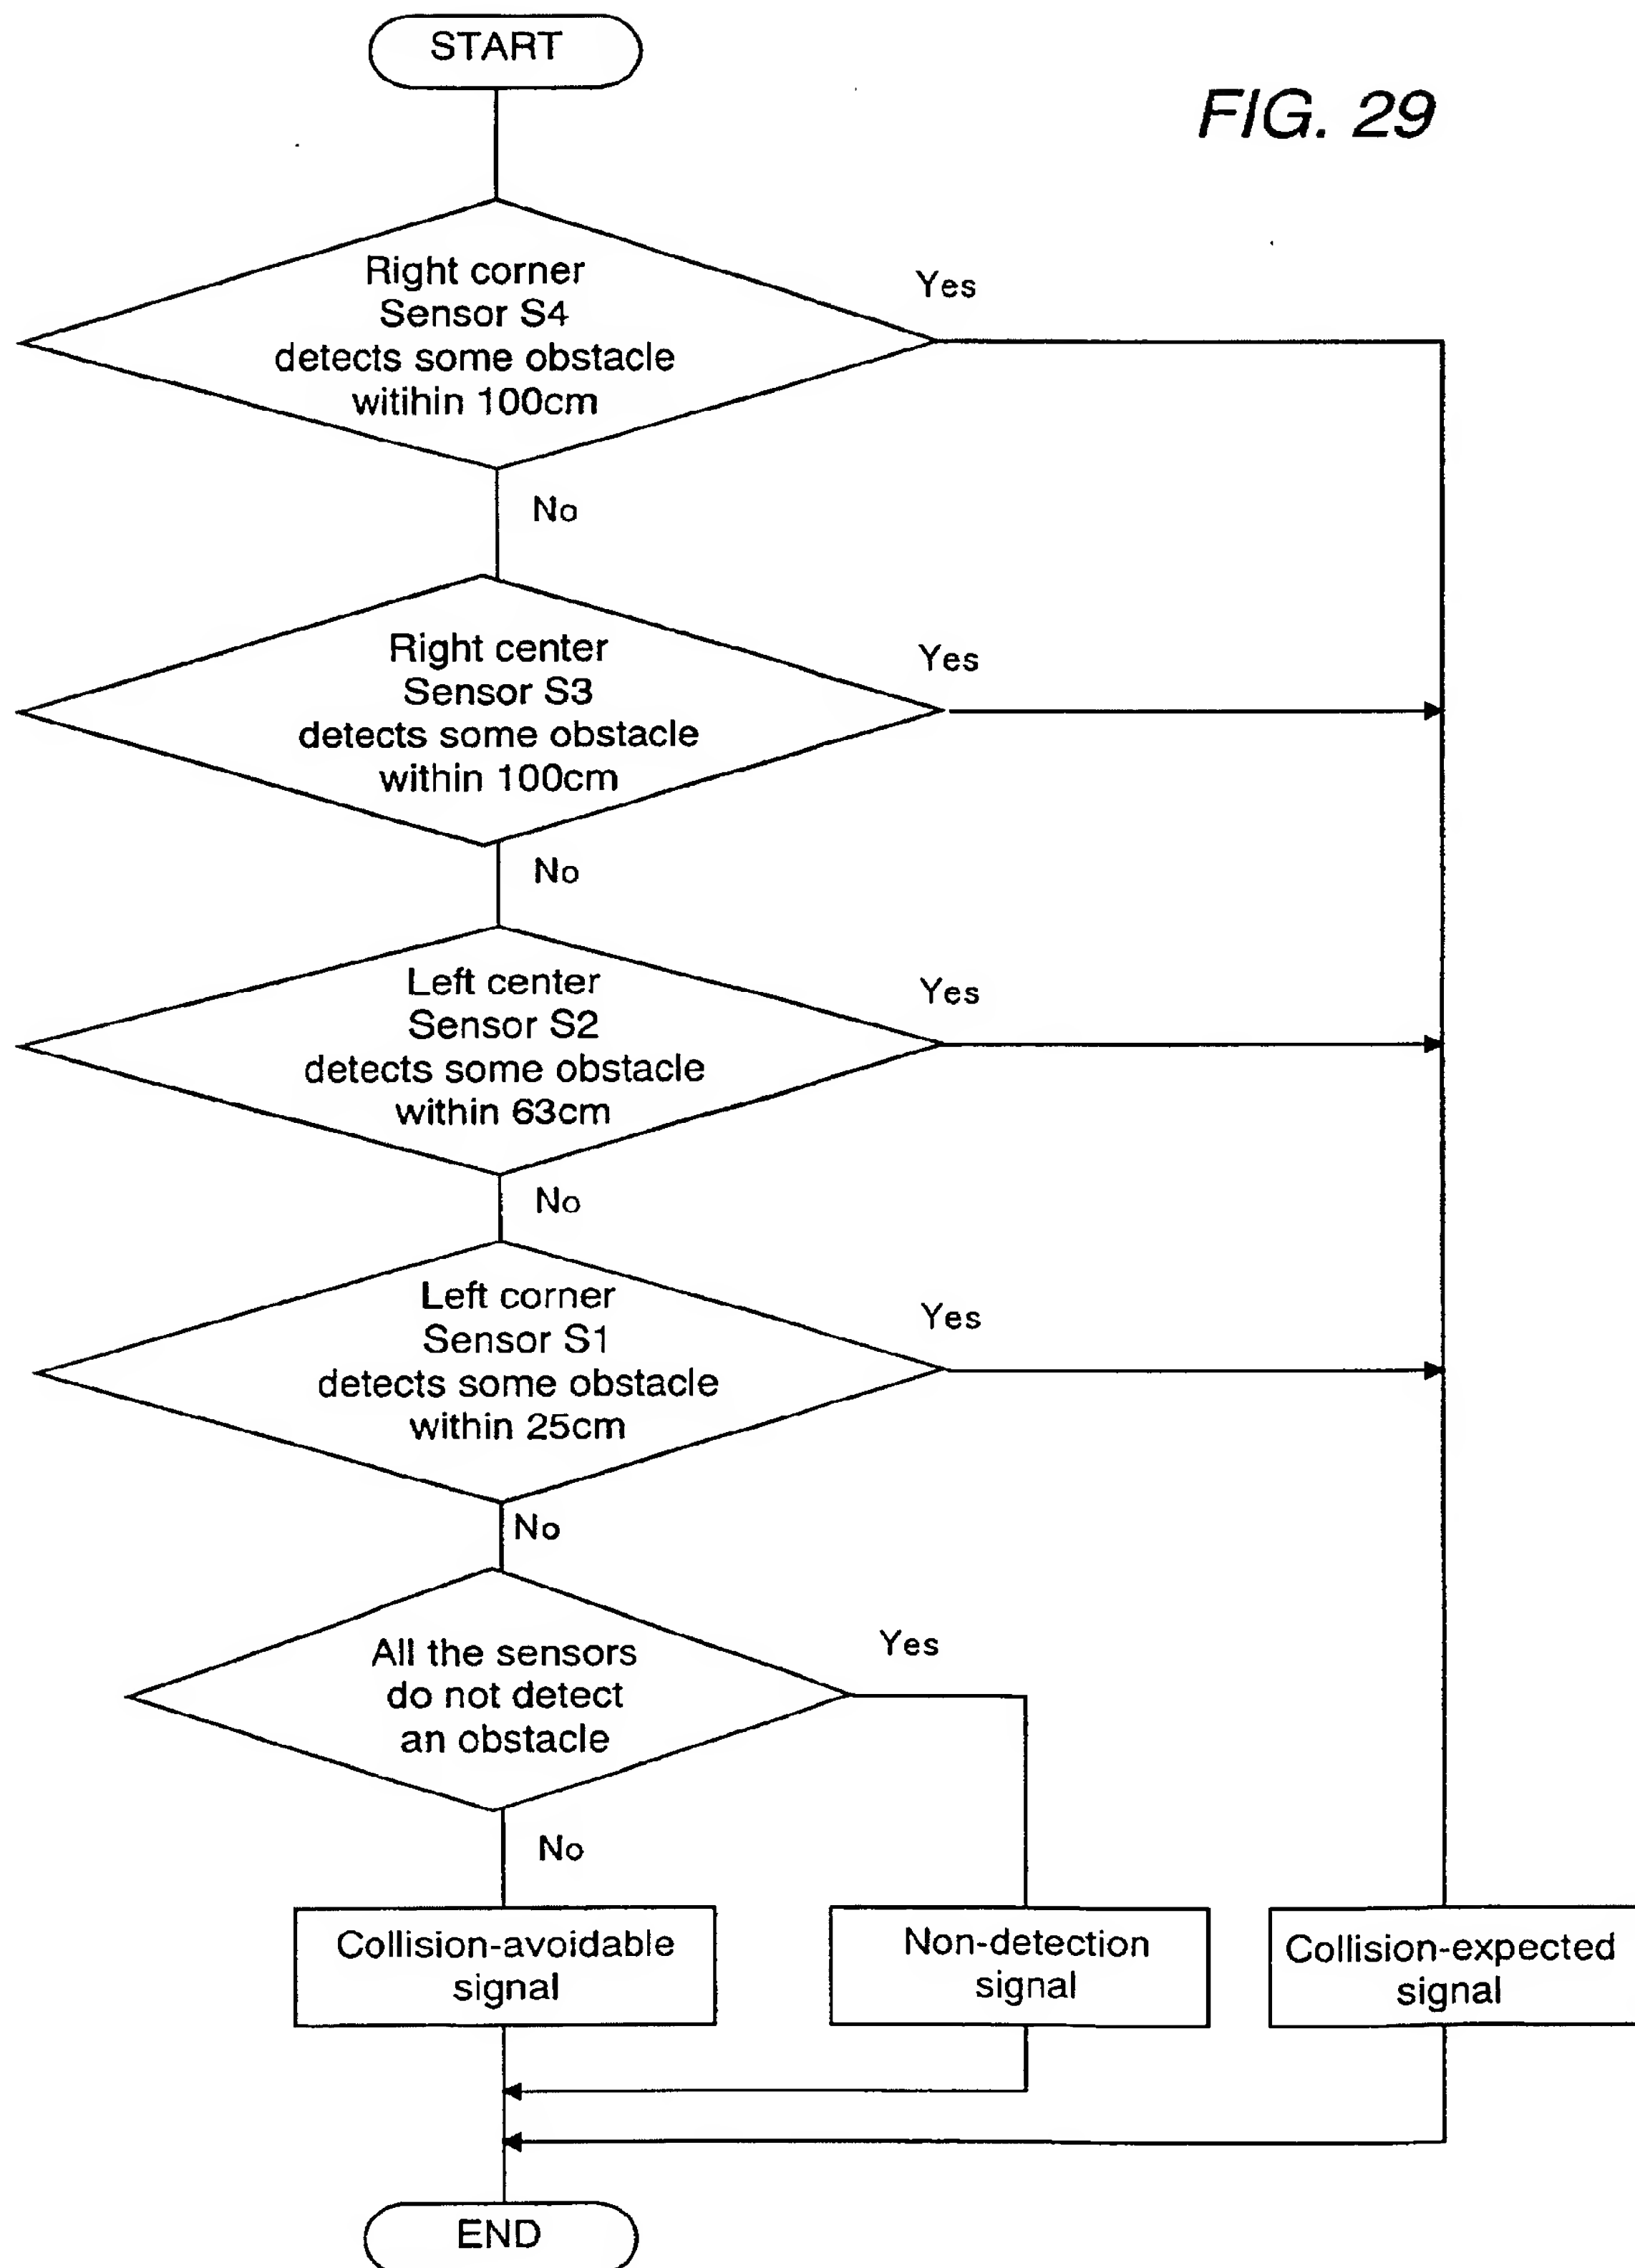 START
FIG. 29
Right corner
Sensor S4
detects some obstacle
witihin 100cm
Yes
No
Right center
Sensor S3
detects some obstacle
within 100cm
Yes
No
Left center
Sensor S2
detects some obstacle
within 63cm
Yes
No
Left corner
Sensor S1
detects some obstacle
within 25cm
Yes
No
All the sensors
do not detect
an obstacle
Yes
No
Collision-avoidable
signal
Non-detection
signal
Collision-expected
signal
END